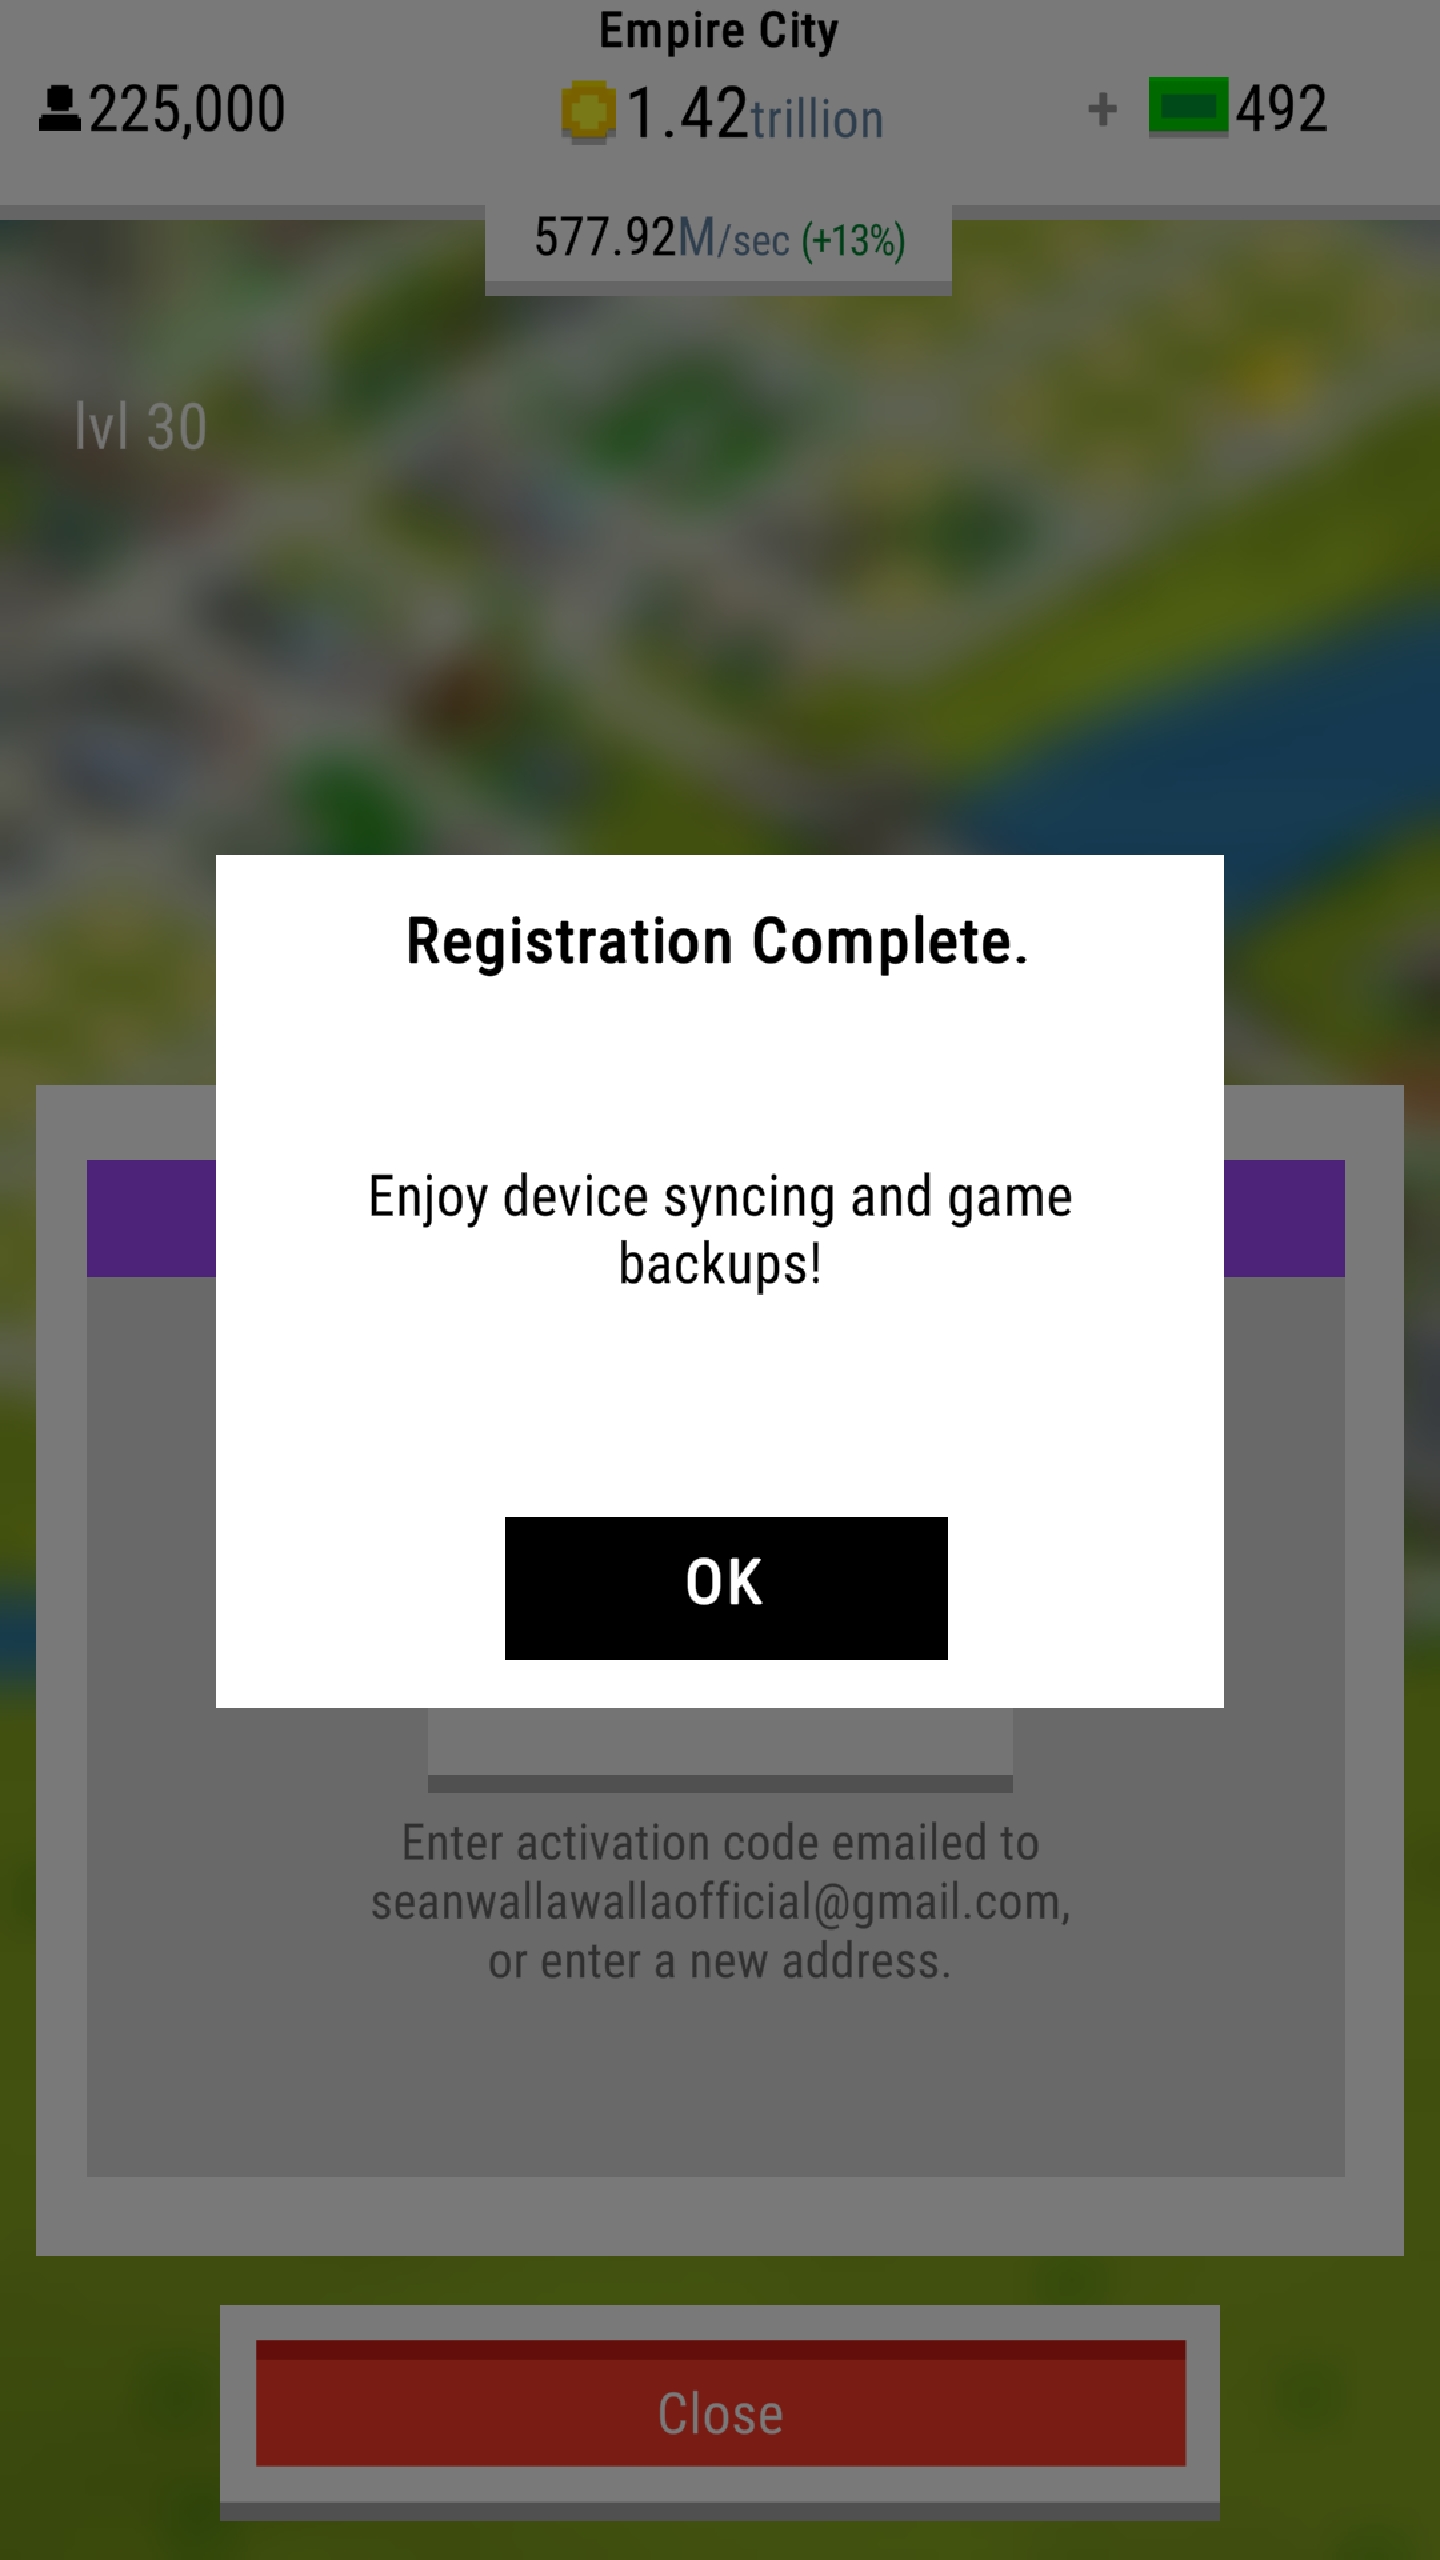 Empire City
225,000
1.42trillion
+ 492
577.92M/sec (+13%)
lvl 30
Registration Complete.
Enjoy device syncing and game
backups!
OK
Enter activation code emailed to
seanwallawallaofficial@gmail.com,
or enter a new address.
Close